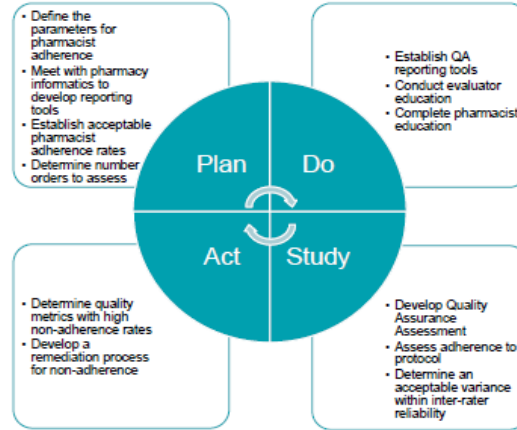 • Define the
parameters for
pharmacist
adherence
• Meet with pharmacy
informatics to
develop reporting
tools
• Establish acceptable
pharmacist
adherence rates
• Determine number
orders to assess
• Establish QA
reporting tools
• Conduct evaluator
education
• Complete pharmacist
education
Plan
Do
Act
Study
• Determine quality
metrics with high
non-adherence rates
• Develop a
remediation process
for non-adherence
• Develop Quality
Assurance
Assessment
• Assess adherence to
protocol
• Determine an
acceptable variance
within inter-rater
reliability